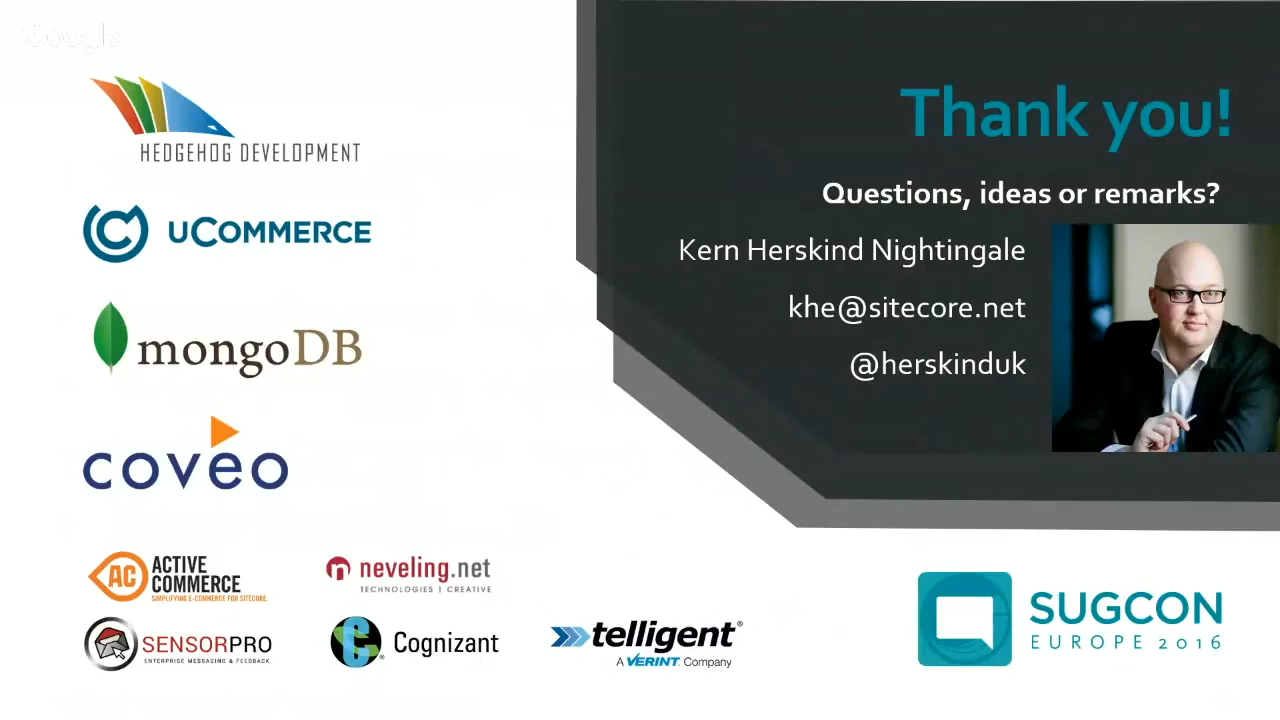 Google
HEDGEHOG DEVELOPMENT
UCOMMERCE
mongoDB
coveo
AC ACTIVE
COMMERCE
SIMPLIFYING E-COMMERCE FOR SITECORE.
neveling.net
TECHNOLOGIES | CREATIVE
SENSORPRO
ENTERPRISE MESSAGING & FEEDBACK
Cognizant
telligent®
A VERINT Company
Thank you!
Questions, ideas or remarks?
Kern Herskind Nightingale
khe@sitecore.net
@herskinduk
SUGCON
EUROPE 2016